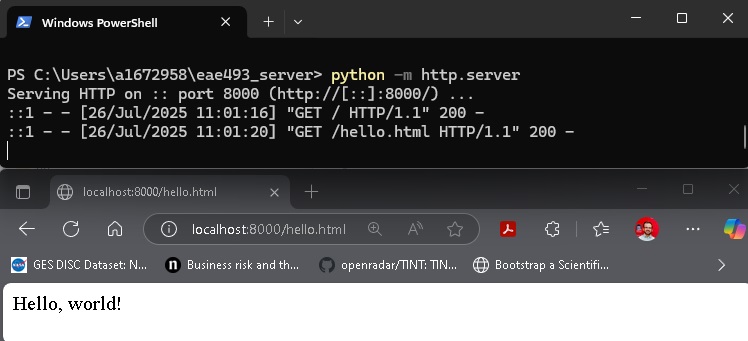 Windows PowerShell
PS C:\Users\a1672958\eae493_server> python -m http.server
Serving HTTP on :: port 8000 (http://[::]:8000/) ...
::1 - - [26/Jul/2025 11:01:16] "GET / HTTP/1.1" 200 -
::1 - - [26/Jul/2025 11:01:20] "GET /hello.html HTTP/1.1" 200 -
localhost:8000/hello.html
localhost:8000/hello.html
GES DISC Dataset: N... Business risk and th... openradar/TINT: TIN... Bootstrap a Scientifi...
Hello, world!